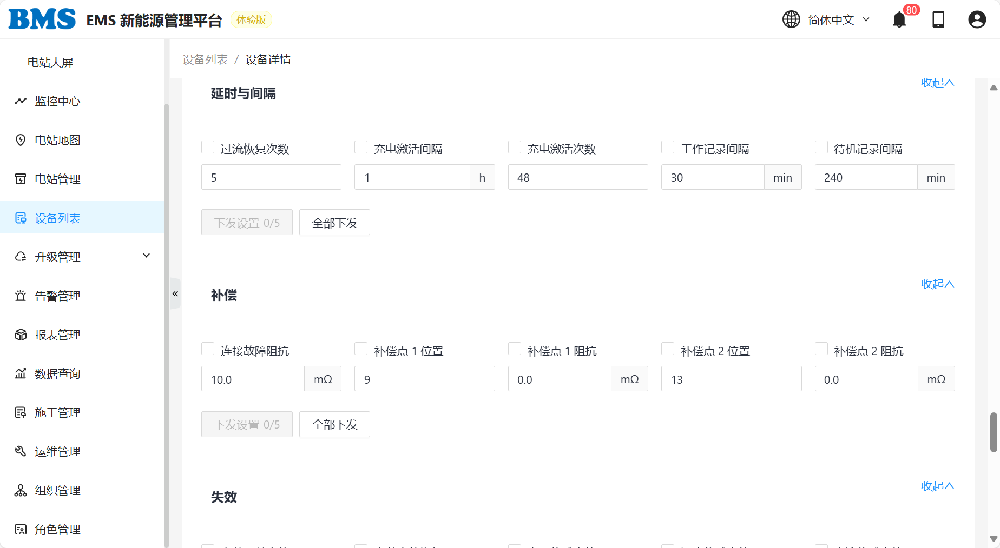 BMS EMS 新能源管理平台 体验版 简体中文 80
电站大屏
监控中心
电站地图
电站管理
设备列表
升级管理
告警管理
报表管理
数据查询
施工管理
运维管理
组织管理
角色管理
设备列表 / 设备详情
延时与间隔 收起
过流恢复次数 充电激活间隔 充电激活次数 工作记录间隔 待机记录间隔
5 1 h 48 30 min 240 min
下发设置 0/5 全部下发
补偿 收起
连接故障阻抗 补偿点 1 位置 补偿点 1 阻抗 补偿点 2 位置 补偿点 2 阻抗
10.0 mΩ 9 0.0 mΩ 13 0.0 mΩ
下发设置 0/5 全部下发
失效 收起